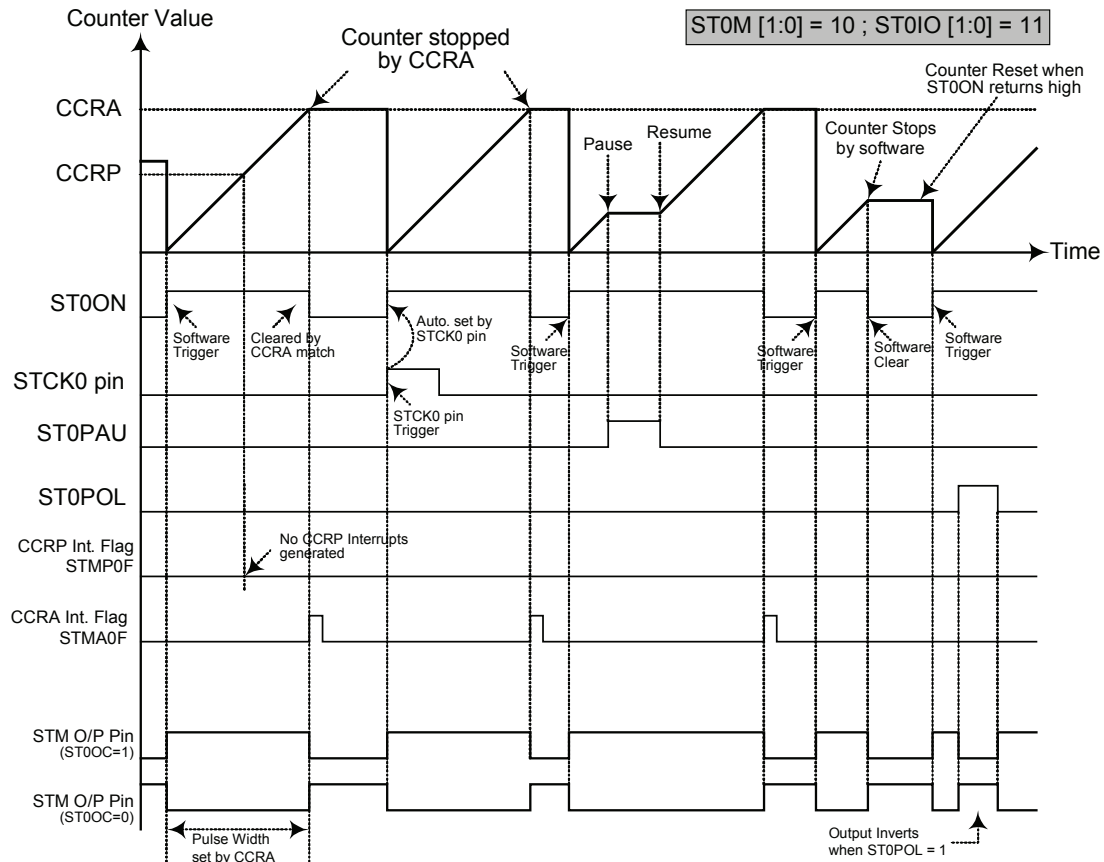 Counter Value
ST0M [1:0] = 10 ; ST0IO [1:0] = 11
Counter stopped
by CCRA
Counter Reset when
ST0ON returns high
CCRA
CCRP
Pause
Resume
Counter Stops
by software
Time
ST0ON
Software
Trigger
Cleared by
CCRA match
Auto. set by
STCK0 pin
Software
Trigger
Software
Trigger
Software
Clear
Software
Trigger
STCK0 pin
STCK0 pin
Trigger
ST0PAU
ST0POL
CCRP Int. Flag
STMP0F
No CCRP Interrupts
generated
CCRA Int. Flag
STMA0F
STM O/P Pin
(ST0OC=1)
STM O/P Pin
(ST0OC=0)
Pulse Width
set by CCRA
Output Inverts
when ST0POL = 1